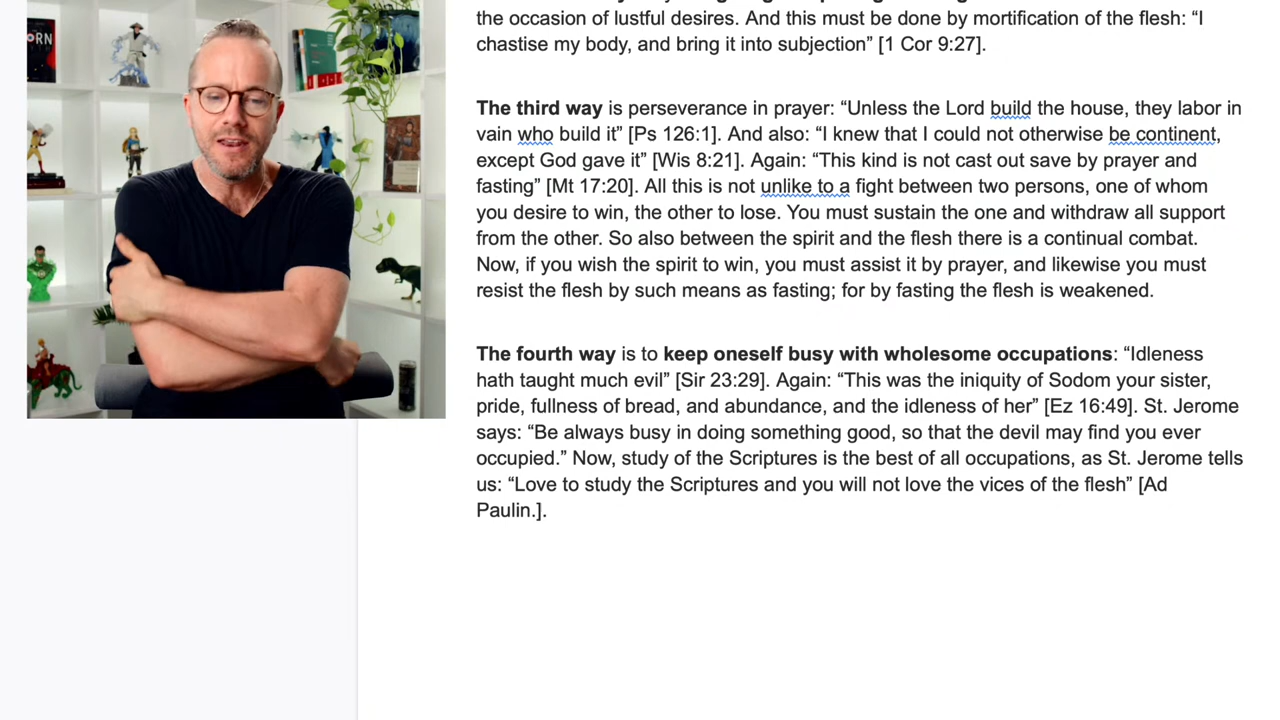 ORN
the occasion of lustful desires. And this must be done by mortification of the flesh: “I
chastise my body, and bring it into subjection” [1 Cor 9:27].
The third way is perseverance in prayer: “Unless the Lord build the house, they labor in
vain who build it” [Ps 126:1]. And also: “I knew that I could not otherwise be continent,
except God gave it” [Wis 8:21]. Again: “This kind is not cast out save by prayer and
fasting” [Mt 17:20]. All this is not unlike to a fight between two persons, one of whom
you desire to win, the other to lose. You must sustain the one and withdraw all support
from the other. So also between the spirit and the flesh there is a continual combat.
Now, if you wish the spirit to win, you must assist it by prayer, and likewise you must
resist the flesh by such means as fasting; for by fasting the flesh is weakened.
The fourth way is to keep oneself busy with wholesome occupations: “Idleness
hath taught much evil” [Sir 23:29]. Again: “This was the iniquity of Sodom your sister,
pride, fullness of bread, and abundance, and the idleness of her” [Ez 16:49]. St. Jerome
says: “Be always busy in doing something good, so that the devil may find you ever
occupied.” Now, study of the Scriptures is the best of all occupations, as St. Jerome tells
us: “Love to study the Scriptures and you will not love the vices of the flesh” [Ad
Paulin.].